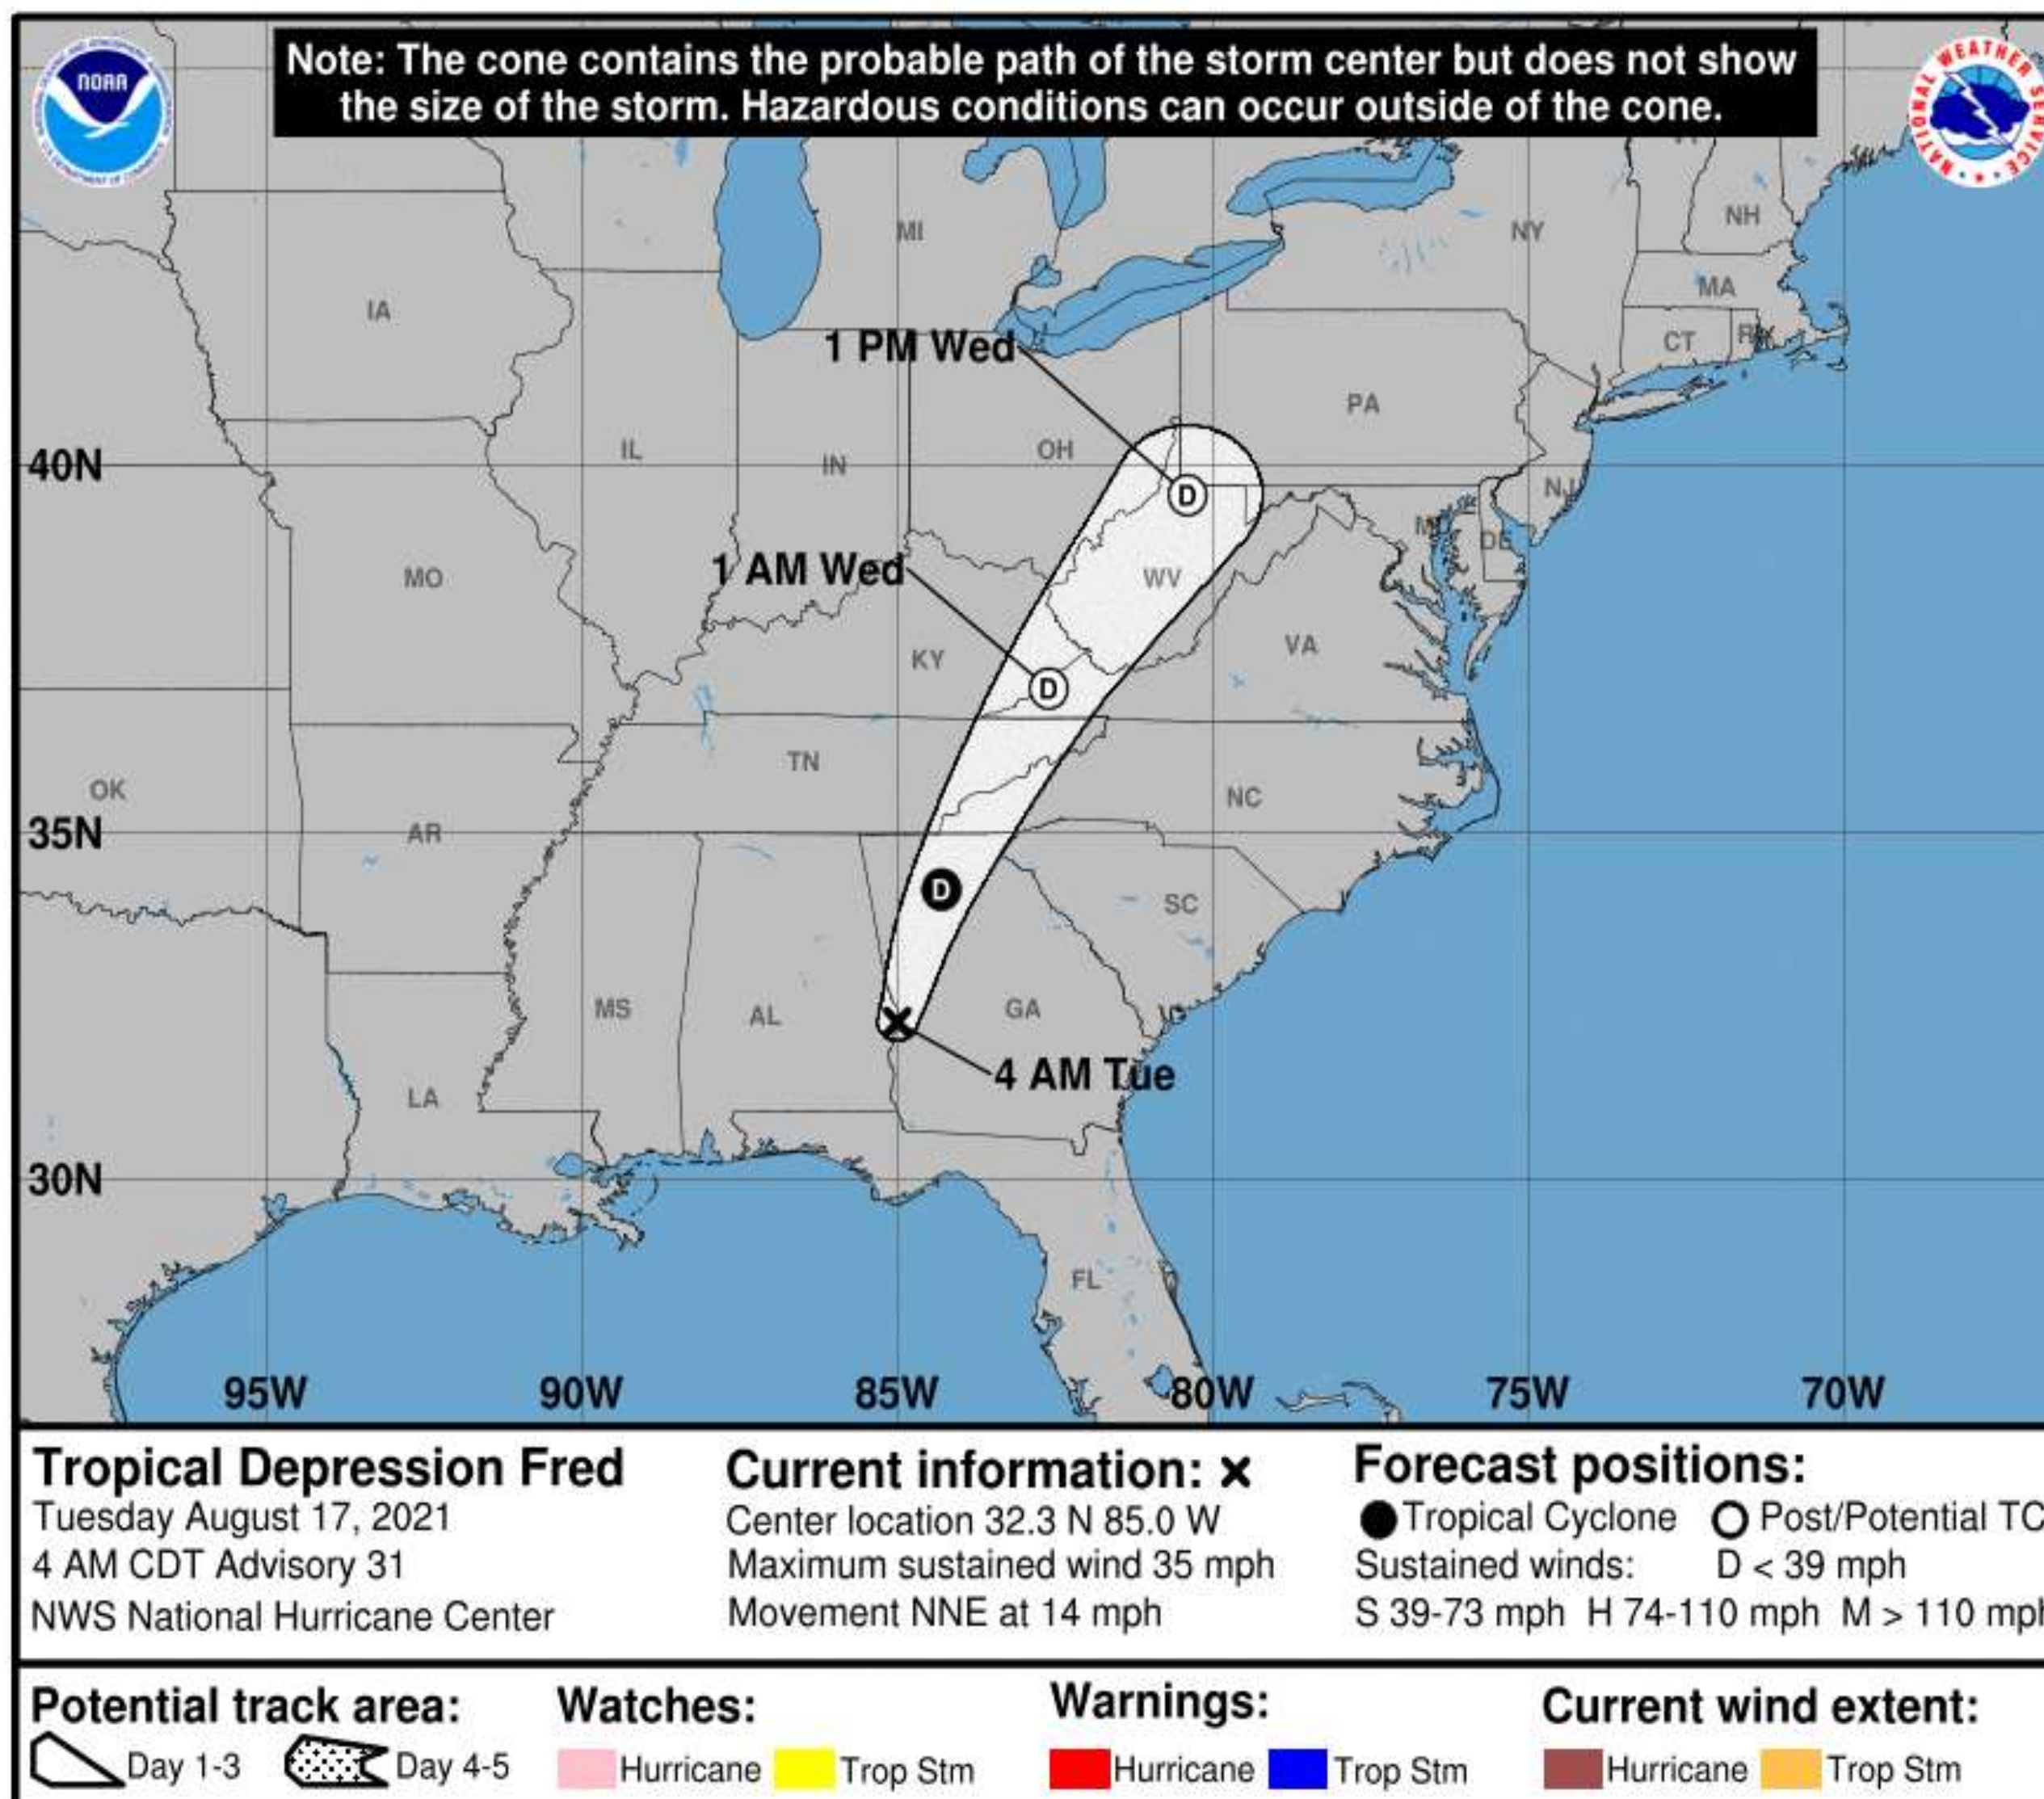 Note: The cone contains the probable path of the storm center but does not show
the size of the storm. Hazardous conditions can occur outside of the cone.
NOAA
NATIONAL WEATHER SERVICE
MI
NY
NH
MA
CT
IA
1 PM Wed
PA
40N
IL
IN
OH
NJ
DE
1 AM Wed
MO
WV
KY
VA
TN
OK
NC
35N
AR
SC
MS
AL
GA
4 AM Tue
LA
30N
FL
95W
90W
85W
80W
75W
70W
Tropical Depression Fred
Tuesday August 17, 2021
4 AM CDT Advisory 31
NWS National Hurricane Center
Current information: x
Center location 32.3 N 85.0 W
Maximum sustained wind 35 mph
Movement NNE at 14 mph
Forecast positions:
Tropical Cyclone Post/Potential TC
Sustained winds: D < 39 mph
S 39-73 mph H 74-110 mph M > 110 mph
Potential track area:
Day 1-3 Day 4-5
Watches:
Hurricane Trop Stm
Warnings:
Hurricane Trop Stm
Current wind extent:
Hurricane Trop Stm
D
D
D